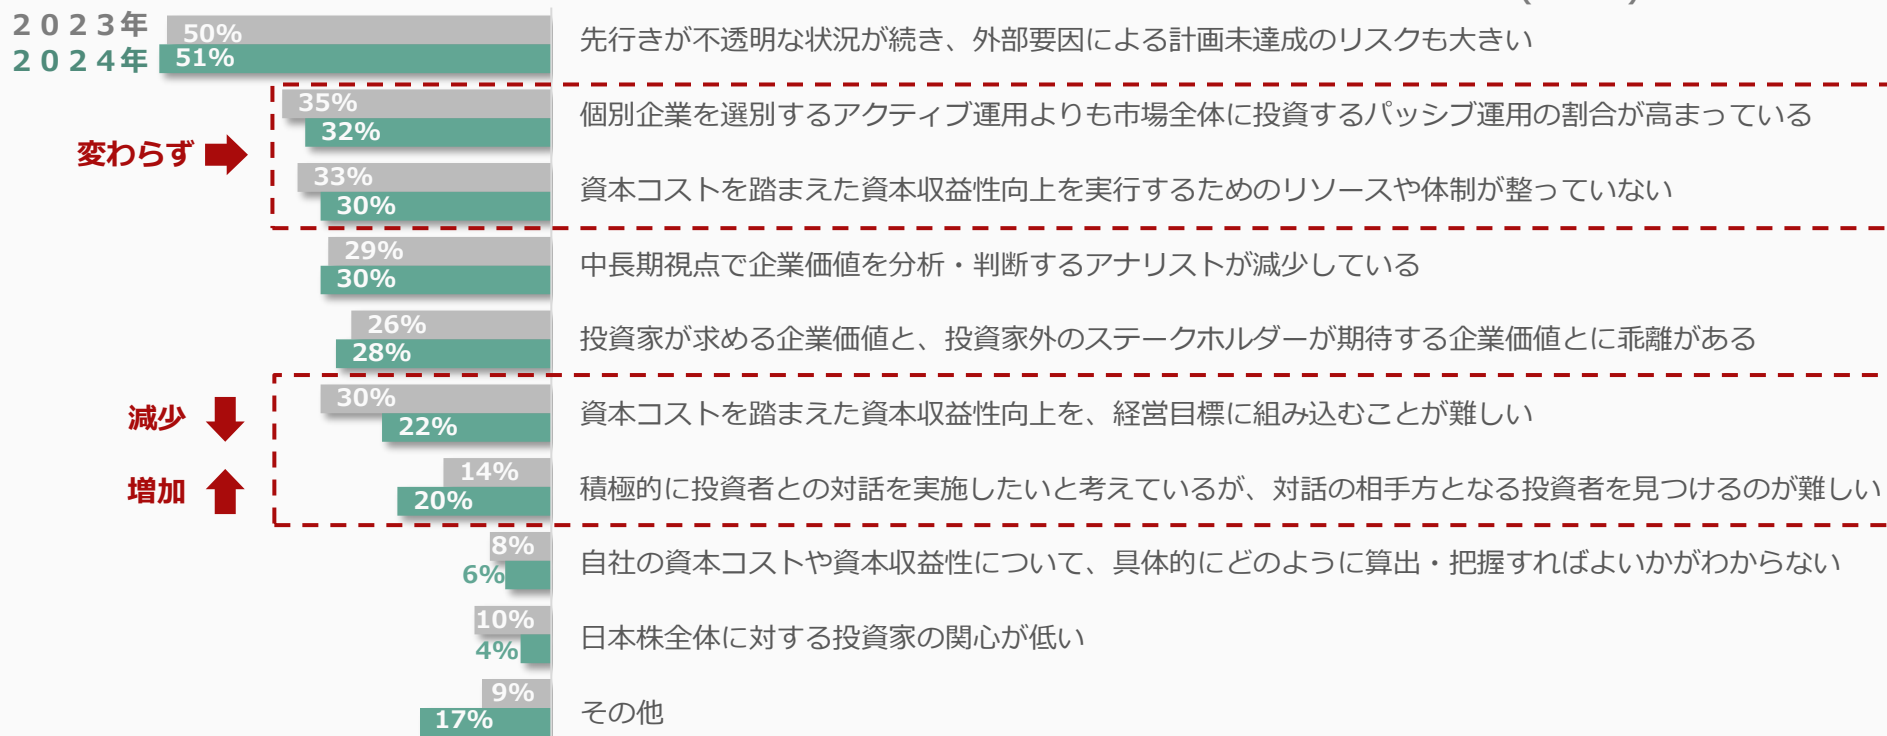 ２０２３年
50%
２０２４年
51%
先行きが不透明な状況が続き、外部要因による計画未達成のリスクも大きい
35%
32%
個別企業を選別するアクティブ運用よりも市場全体に投資するパッシブ運用の割合が高まっている
変わらず
33%
30%
資本コストを踏まえた資本収益性向上を実行するためのリソースや体制が整っていない
29%
30%
中長期視点で企業価値を分析・判断するアナリストが減少している
26%
28%
投資家が求める企業価値と、投資家外のステークホルダーが期待する企業価値とに乖離がある
減少
30%
22%
資本コストを踏まえた資本収益性向上を、経営目標に組み込むことが難しい
増加
14%
20%
積極的に投資者との対話を実施したいと考えているが、対話の相手方となる投資者を見つけるのが難しい
8%
6%
自社の資本コストや資本収益性について、具体的にどのように算出・把握すればよいかがわからない
10%
4%
日本株全体に対する投資家の関心が低い
9%
17%
その他